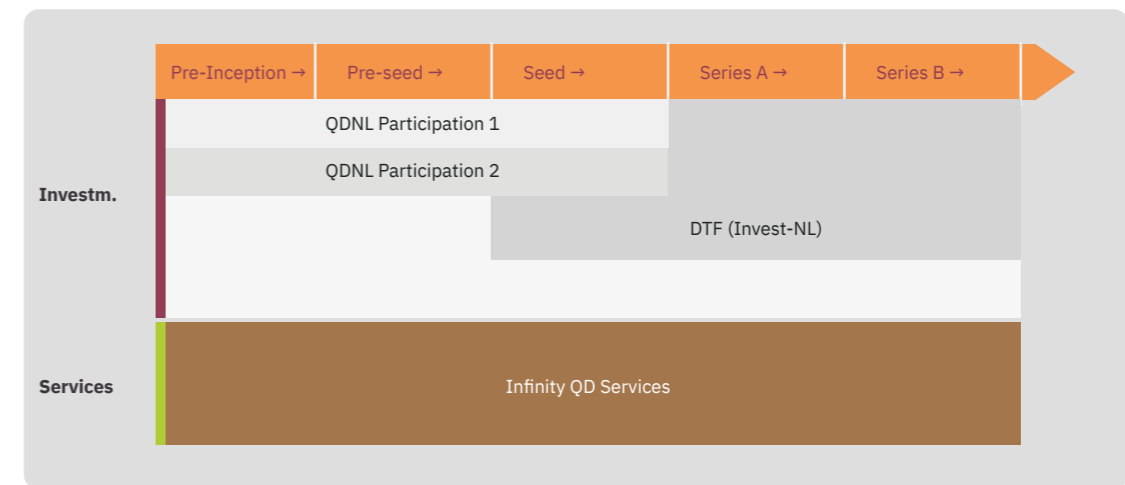 Pre-Inception → Pre-seed → Seed → Series A → Series B →
QDNL Participation 1
QDNL Participation 2
Investm.
DTF (Invest-NL)
Services
Infinity QD Services